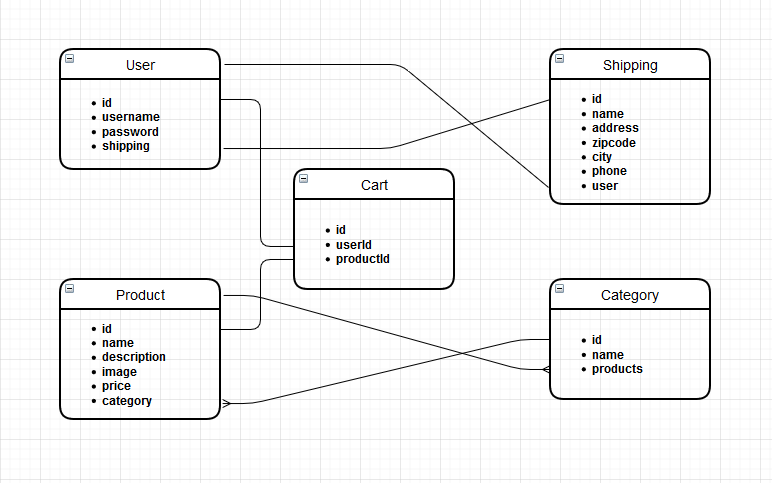 User
id
username
password
shipping
Shipping
id
name
address
zipcode
city
phone
user
Cart
id
userId
productId
Product
id
name
description
image
price
category
Category
id
name
products